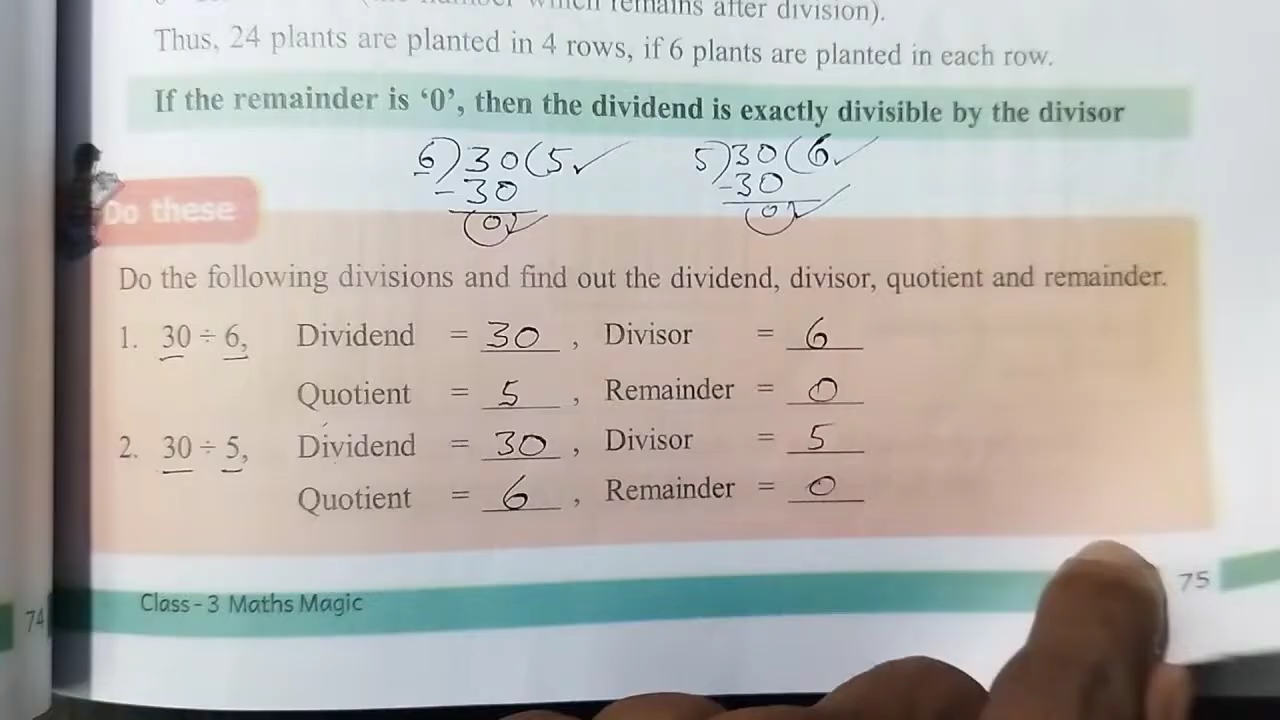 which remains after division).
Thus, 24 plants are planted in 4 rows, if 6 plants are planted in each row.
If the remainder is ‘0’, then the dividend is exactly divisible by the divisor
6)30(5✓ 5)30(6✓
-30 -30
0✓ 0✓
Do these
Do the following divisions and find out the dividend, divisor, quotient and remainder.
1. 30 ÷ 6, Dividend = 30, Divisor = 6
Quotient = 5, Remainder = 0
2. 30 ÷ 5, Dividend = 30, Divisor = 5
Quotient = 6, Remainder = 0
74 Class-3 Maths Magic 75